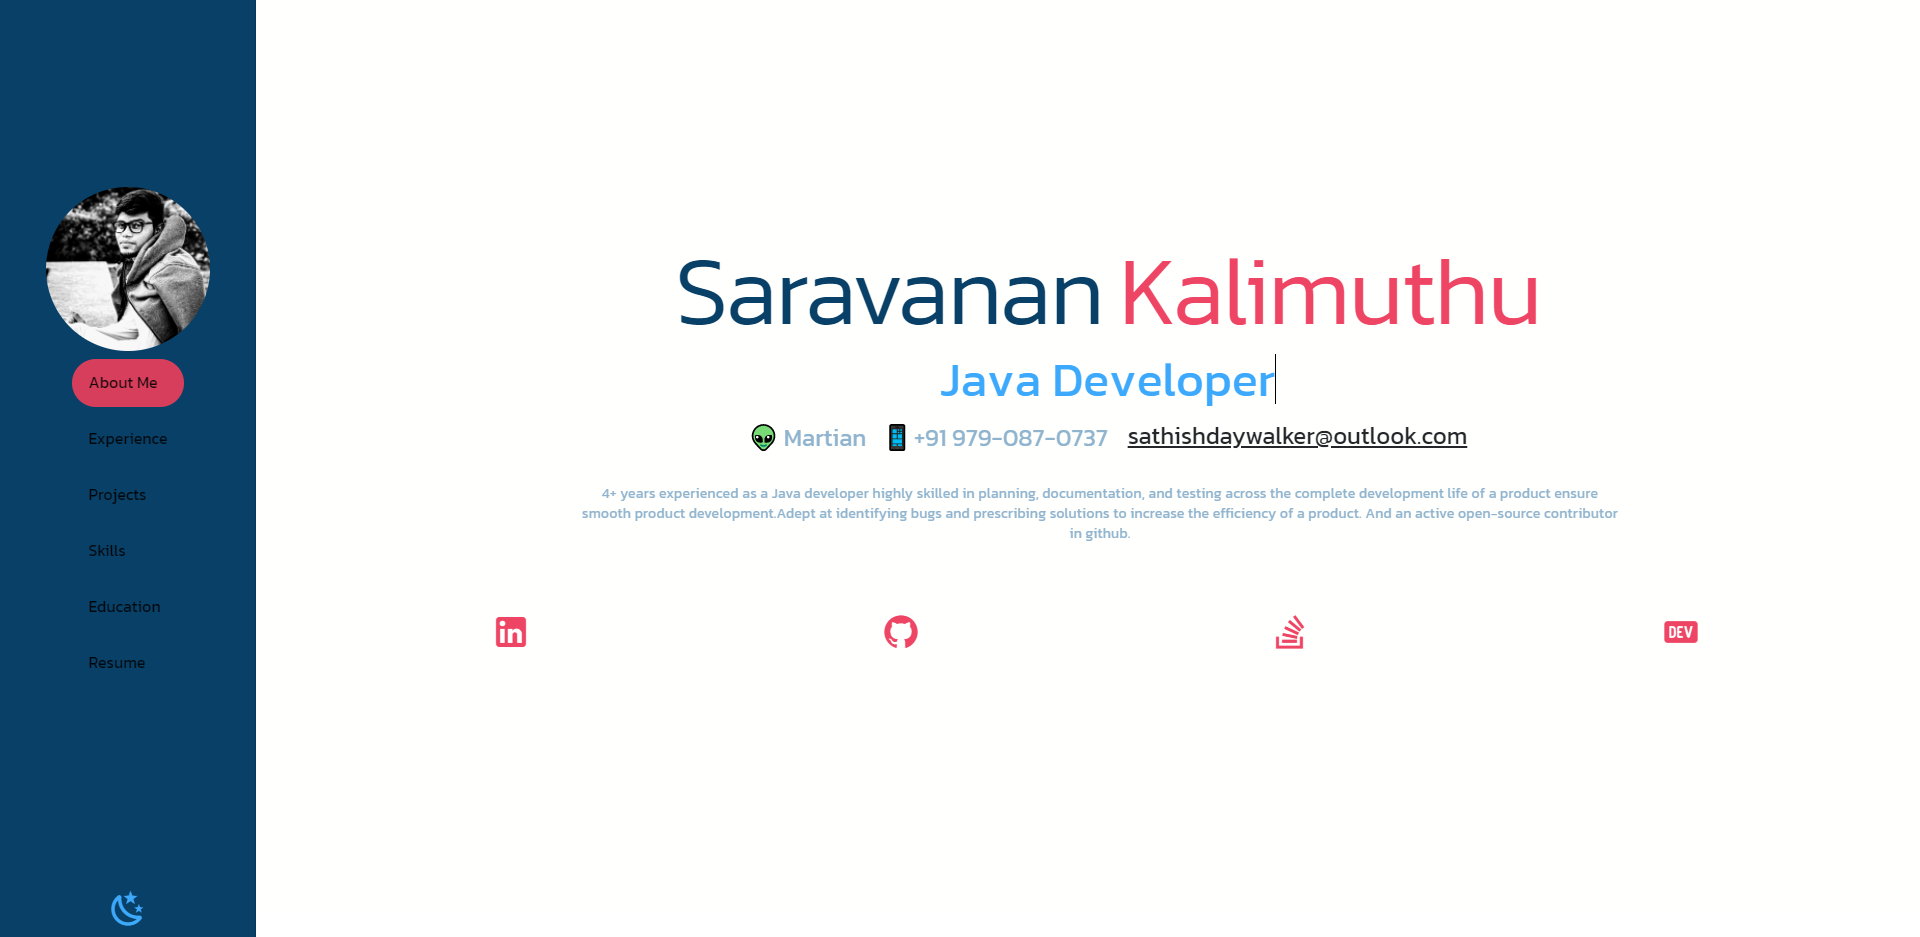 About Me
Experience
Projects
Skills
Education
Resume
Saravanan Kalimuthu
Java Developer
Martian +91 979-087-0737 sathishdaywalker@outlook.com
4+ years experienced as a Java developer highly skilled in planning, documentation, and testing across the complete development life of a product ensure
smooth product development.Adept at identifying bugs and prescribing solutions to increase the efficiency of a product. And an active open-source contributor
in github.
in
DEV